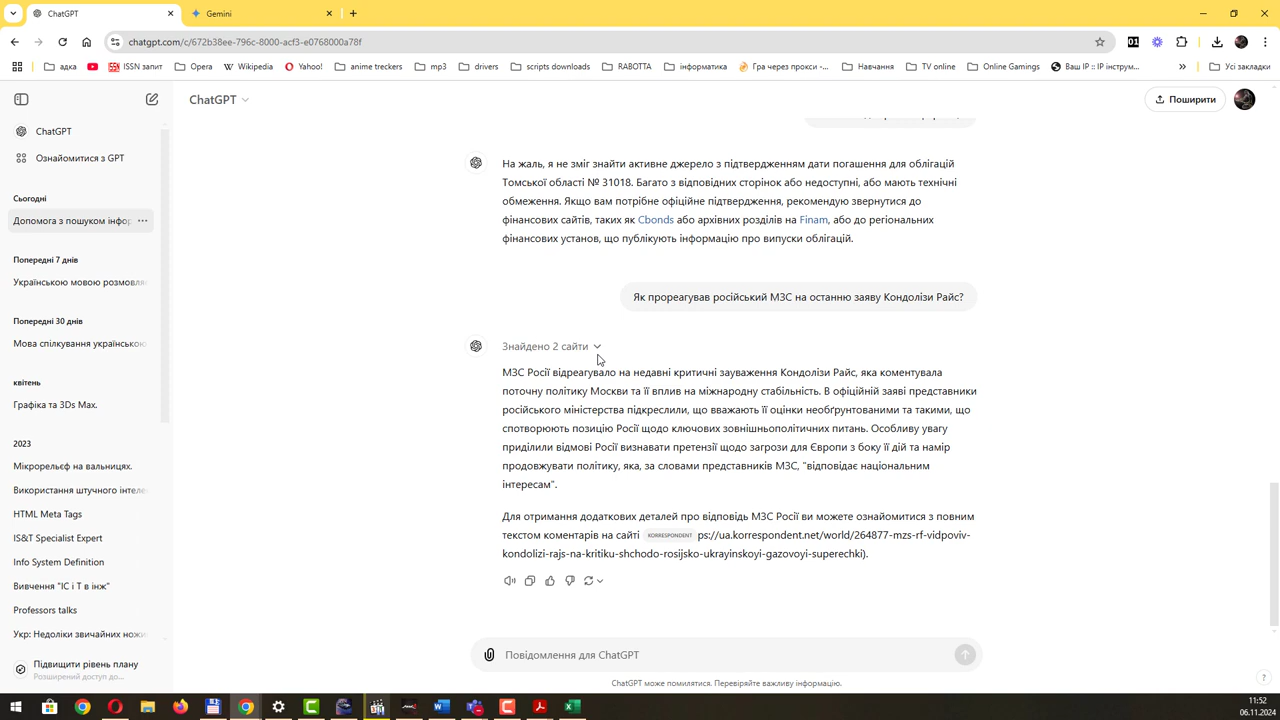 ChatGPT
Gemini
chatgpt.com/c/672b38ee-796c-8000-acf3-e0768000a78f
адка
ISSN запит
Opera
Wikipedia
Yahoo!
anime treckers
mp3
drivers
scripts downloads
RABOTTA
інформатика
Гра через прокси -...
Навчання
TV online
Online Gamings
Ваш IP :: IP інструм...
Усі закладки
ChatGPT
Поширити
ChatGPT
Ознайомитися з GPT
Сьогодні
Допомога з пошуком інфор
Попередні 7 днів
Українською мовою розмовля
Попередні 30 днів
Мова спілкування українською
квітень
Графіка та 3Ds Max.
2023
Мікрорельєф на вальницях.
Використання штучного інтеле
HTML Meta Tags
IS&T Specialist Expert
Info System Definition
Вивчення "ІС і Т в інж"
Professors talks
Укр: Недоліки звичайних ножи
Підвищити рівень плану
Розширений доступ до...
На жаль, я не зміг знайти активне джерело з підтвердженням дати погашення для облігацій
Томської області № 31018. Багато з відповідних сторінок або недоступні, або мають технічні
обмеження. Якщо вам потрібне офіційне підтвердження, рекомендую звернутися до
фінансових сайтів, таких як Cbonds або архівних розділів на Finam, або до регіональних
фінансових установ, що публікують інформацію про випуски облігацій.
Як прореагував російський МЗС на останню заяву Кондолізи Райс?
Знайдено 2 сайти
МЗС Росії відреагувало на недавні критичні зауваження Кондолізи Райс, яка коментувала
поточну політику Москви та її вплив на міжнародну стабільність. В офіційній заяві представники
російського міністерства підкреслили, що вважають її оцінки необґрунтованими та такими, що
спотворюють позицію Росії щодо ключових зовнішньополітичних питань. Особливу увагу
приділили відмові Росії визнавати претензії щодо загрози для Європи з боку її дій та намір
продовжувати політику, яка, за словами представників МЗС, "відповідає національним
інтересам".
Для отримання додаткових деталей про відповідь МЗС Росії ви можете ознайомитися з повним
текстом коментарів на сайті KORRESPONDENT ps://ua.korrespondent.net/world/264877-mzs-rf-vidpoviv-
kondolizi-rajs-na-kritiku-shchodo-rosijsko-ukrayinskoyi-gazovoyi-superechki).
Повідомлення для ChatGPT
ChatGPT може помилятися. Перевіряйте важливу інформацію.
11:52
06.11.2024